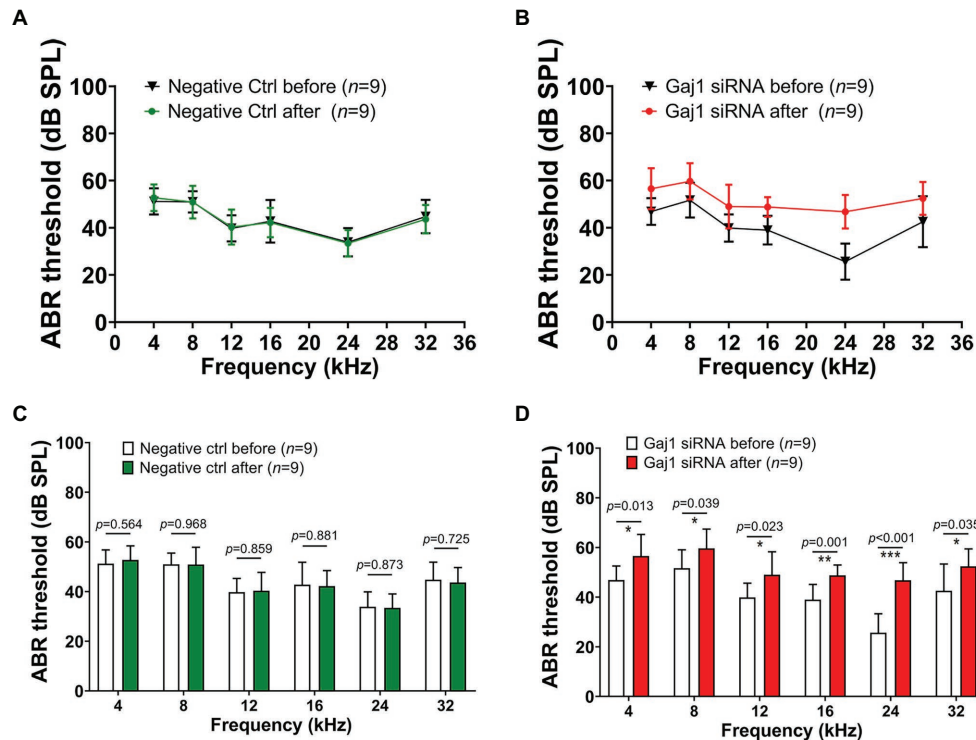 A
ABR threshold (dB SPL)
100
80
60
40
20
0
Negative Ctrl before (n=9)
Negative Ctrl after (n=9)
0 4 8 12 16 20 24 28 32 36
Frequency (kHz)
B
ABR threshold (dB SPL)
100
80
60
40
20
0
Gaj1 siRNA before (n=9)
Gaj1 siRNA after (n=9)
0 4 8 12 16 20 24 28 32 36
Frequency (kHz)
C
ABR threshold (dB SPL)
100
80
60
40
20
0
Negative ctrl before (n=9)
Negative ctrl after (n=9)
p=0.564 p=0.968 p=0.859 p=0.881 p=0.873 p=0.725
4 8 12 16 24 32
Frequency (kHz)
D
ABR threshold (dB SPL)
100
80
60
40
20
0
Gaj1 siRNA before (n=9)
Gaj1 siRNA after (n=9)
p=0.013 p=0.039 p=0.023 p=0.001 p<0.001 p=0.035
* * * ** *** *
4 8 12 16 24 32
Frequency (kHz)